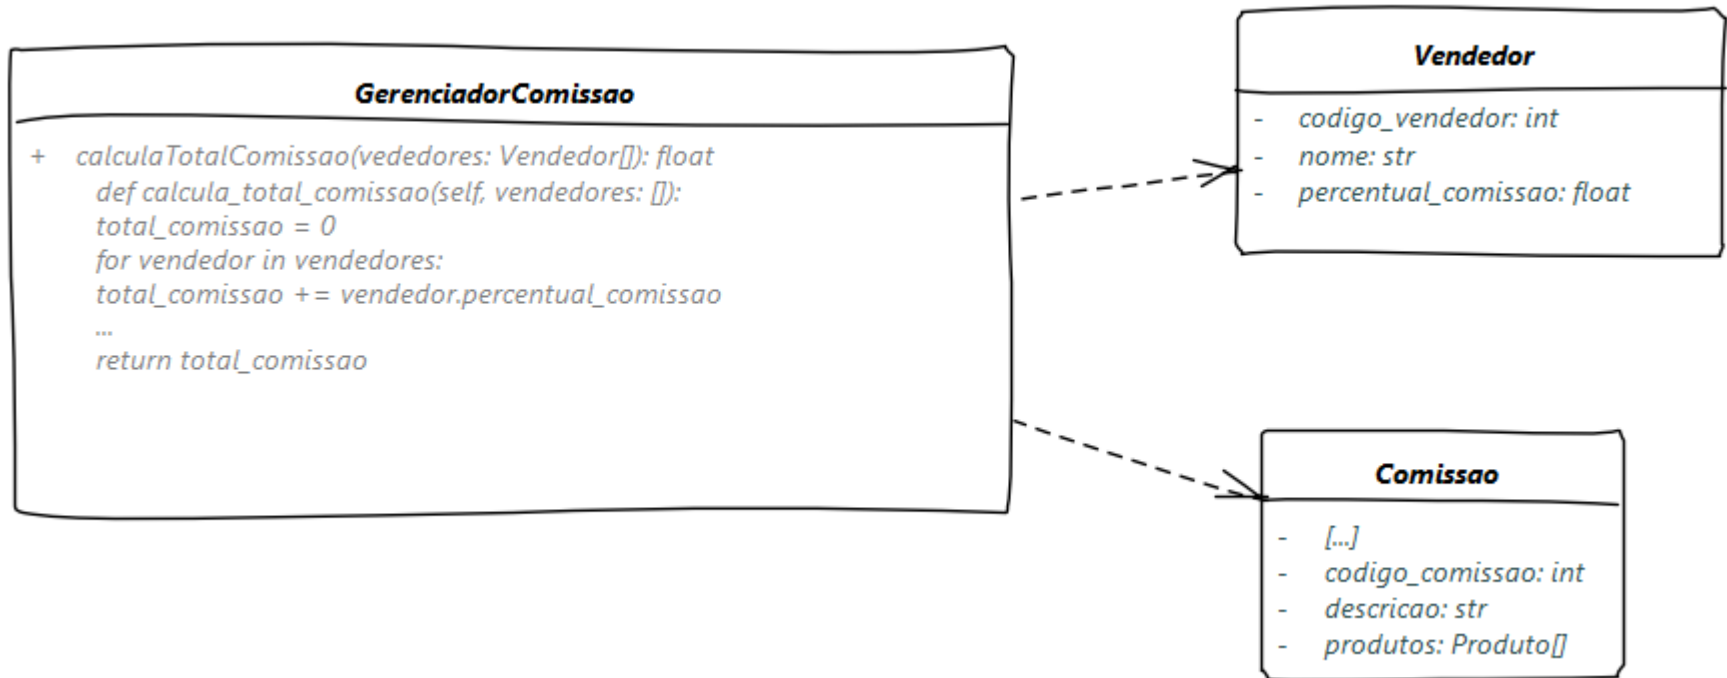 GerenciadorComissao
+ calculaTotalComissao(vededores: Vendedor[]): float
def calcula_total_comissao(self, vendedores: []):
total_comissao = 0
for vendedor in vendedores:
total_comissao += vendedor.percentual_comissao
...
return total_comissao
Vendedor
- codigo_vendedor: int
- nome: str
- percentual_comissao: float
Comissao
- [...]
- codigo_comissao: int
- descricao: str
- produtos: Produto[]